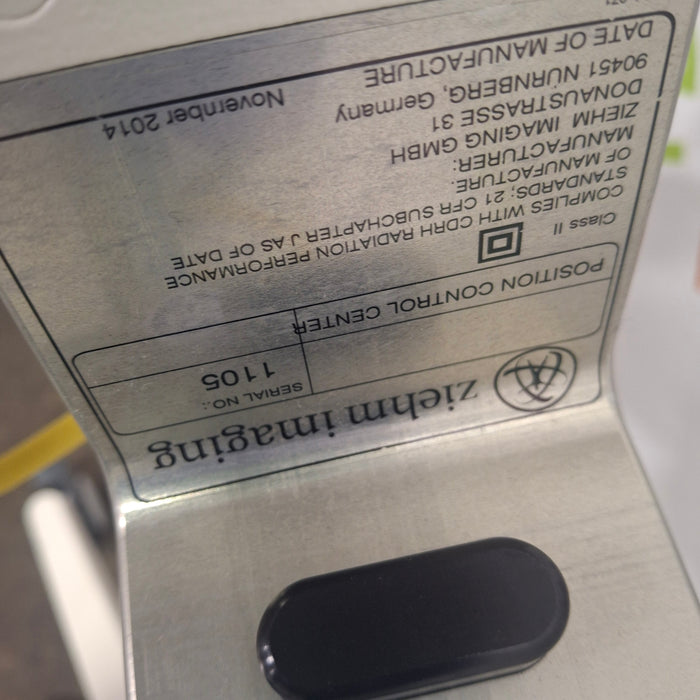 ziehm imaging
SERIAL NO.:
1105
POSITION CONTROL CENTER
Class II
COMPLIES WITH CDRH RADIATION PERFORMANCE
STANDARDS; 21 CFR SUBCHAPTER J AS OF DATE
OF MANUFACTURE.
MANUFACTURER:
ZIEHM IMAGING GMBH
DONAUSTRASSE 31
90451 NÜRNBERG, Germany
DATE OF MANUFACTURE
November 2014